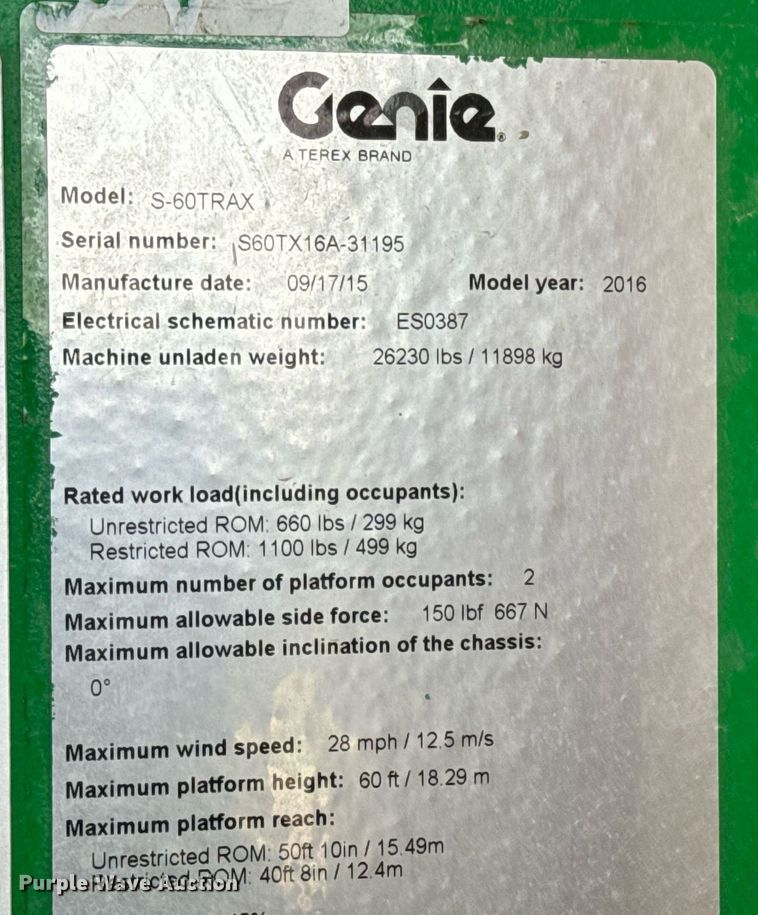 Genie®
A TEREX BRAND
Model: S-60TRAX
Serial number: S60TX16A-31195
Manufacture date: 09/17/15 Model year: 2016
Electrical schematic number: ES0387
Machine unladen weight: 26230 lbs / 11898 kg
Rated work load(including occupants):
Unrestricted ROM: 660 lbs / 299 kg
Restricted ROM: 1100 lbs / 499 kg
Maximum number of platform occupants: 2
Maximum allowable side force: 150 lbf 667 N
Maximum allowable inclination of the chassis:
0°
Maximum wind speed: 28 mph / 12.5 m/s
Maximum platform height: 60 ft / 18.29 m
Maximum platform reach:
Unrestricted ROM: 50ft 10in / 15.49m
Restricted ROM: 40ft 8in / 12.4m
Purple Wave Auction